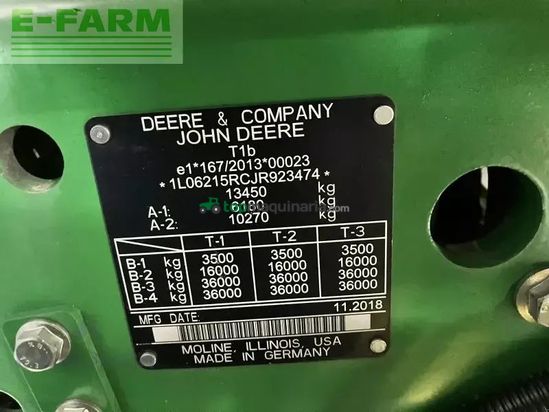 E-FARM
DEERE & COMPANY
JOHN DEERE
T1b
e1*167/2013*00023
*1L06215RCJR923474*
13450 kg
A-1: 6180 kg
A-2: 10270 kg
T-1 T-2 T-3
B-1 kg 3500 3500 3500
B-2 kg 16000 16000 16000
B-3 kg 36000 36000 36000
B-4 kg 36000 36000 36000
MFG DATE: 11.2018
MOLINE, ILLINOIS, USA
MADE IN GERMANY